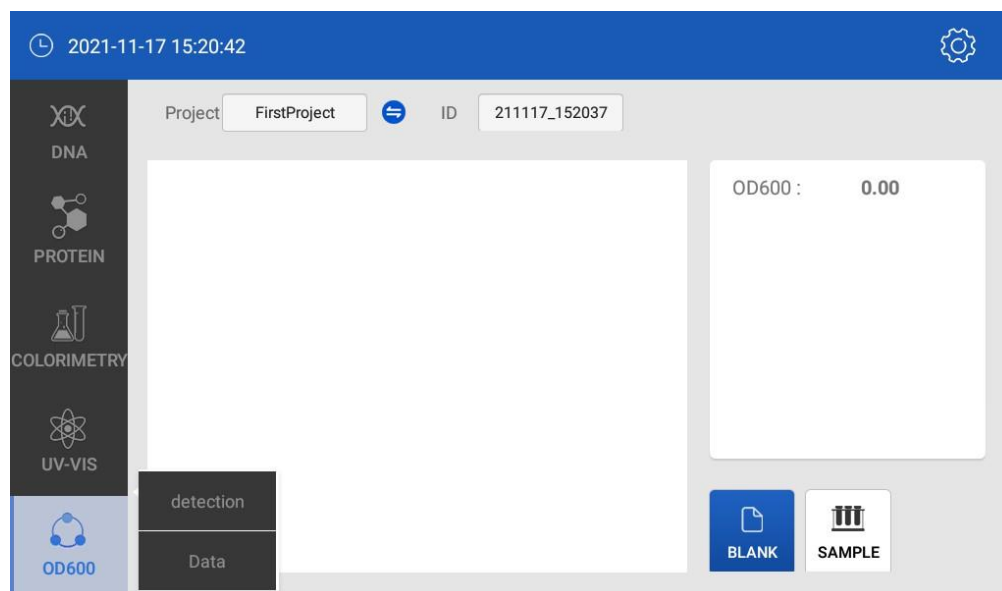 2021-11-17 15:20:42
Project FirstProject ID 211117_152037
DNA
PROTEIN
COLORIMETRY
UV-VIS
OD600
detection
Data
OD600 : 0.00
BLANK SAMPLE